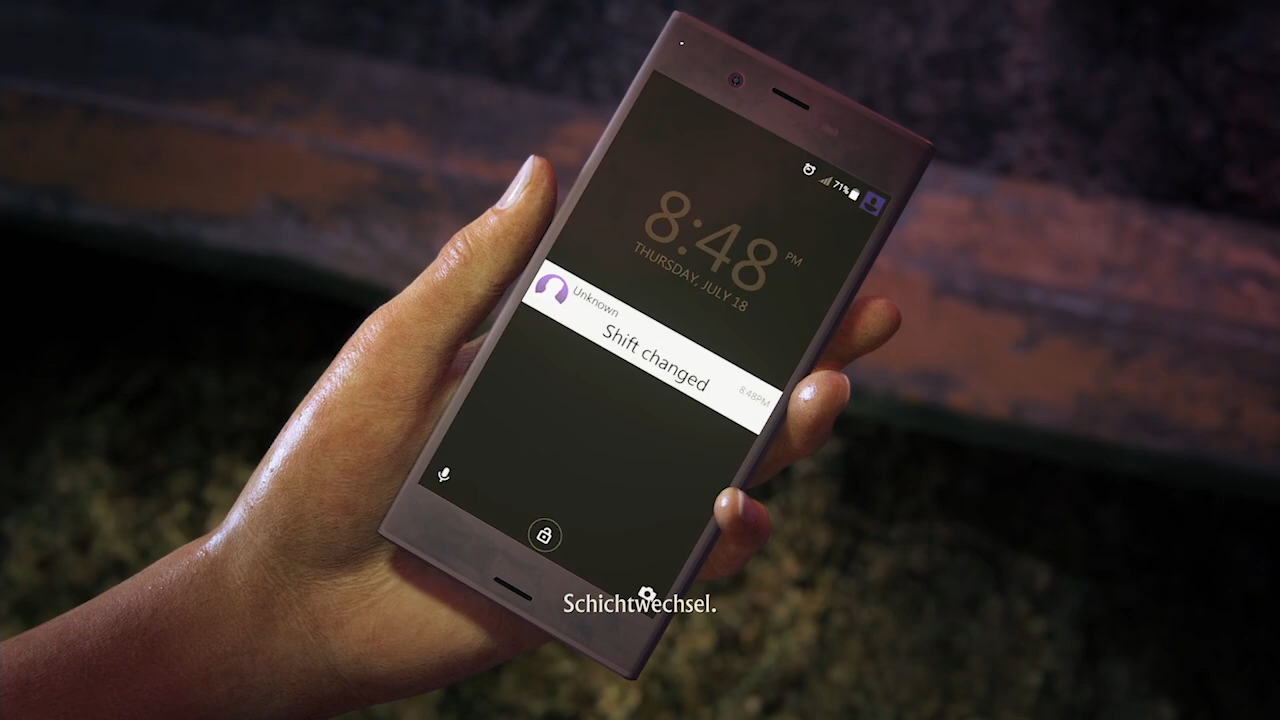 71%
8:48 PM
THURSDAY, JULY 18
Unknown
Shift changed
8:48PM
Schichtwechsel.